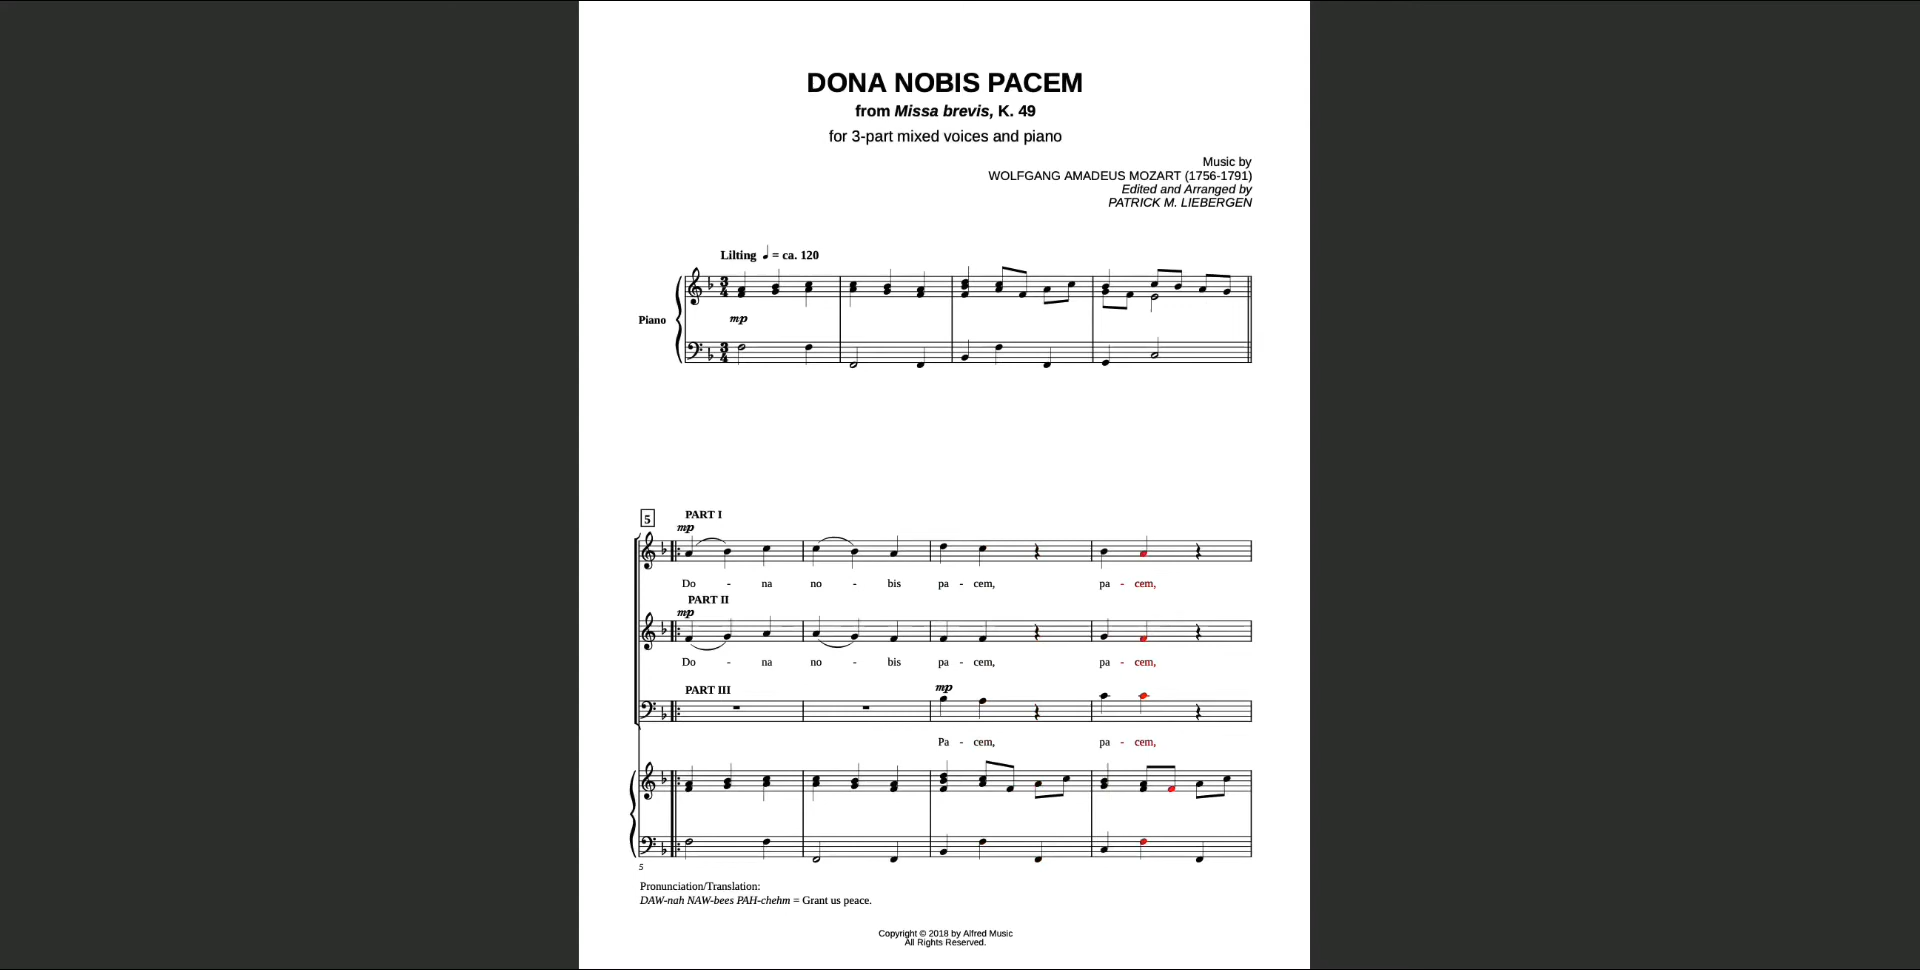 DONA NOBIS PACEM
from Missa brevis, K. 49
for 3-part mixed voices and piano
Music by
WOLFGANG AMADEUS MOZART (1756-1791)
Edited and Arranged by
PATRICK M. LIEBERGEN
Lilting ♩ = ca. 120
3 4
mp
Piano
3 4
5 PART I
mp
Do - na no - bis pa - cem, pa - cem,
PART II
mp
Do - na no - bis pa - cem, pa - cem,
PART III mp
Pa - cem, pa - cem,
5
Pronunciation/Translation:
DAW-nah NAW-bees PAH-chehm = Grant us peace.
Copyright © 2018 by Alfred Music
All Rights Reserved.